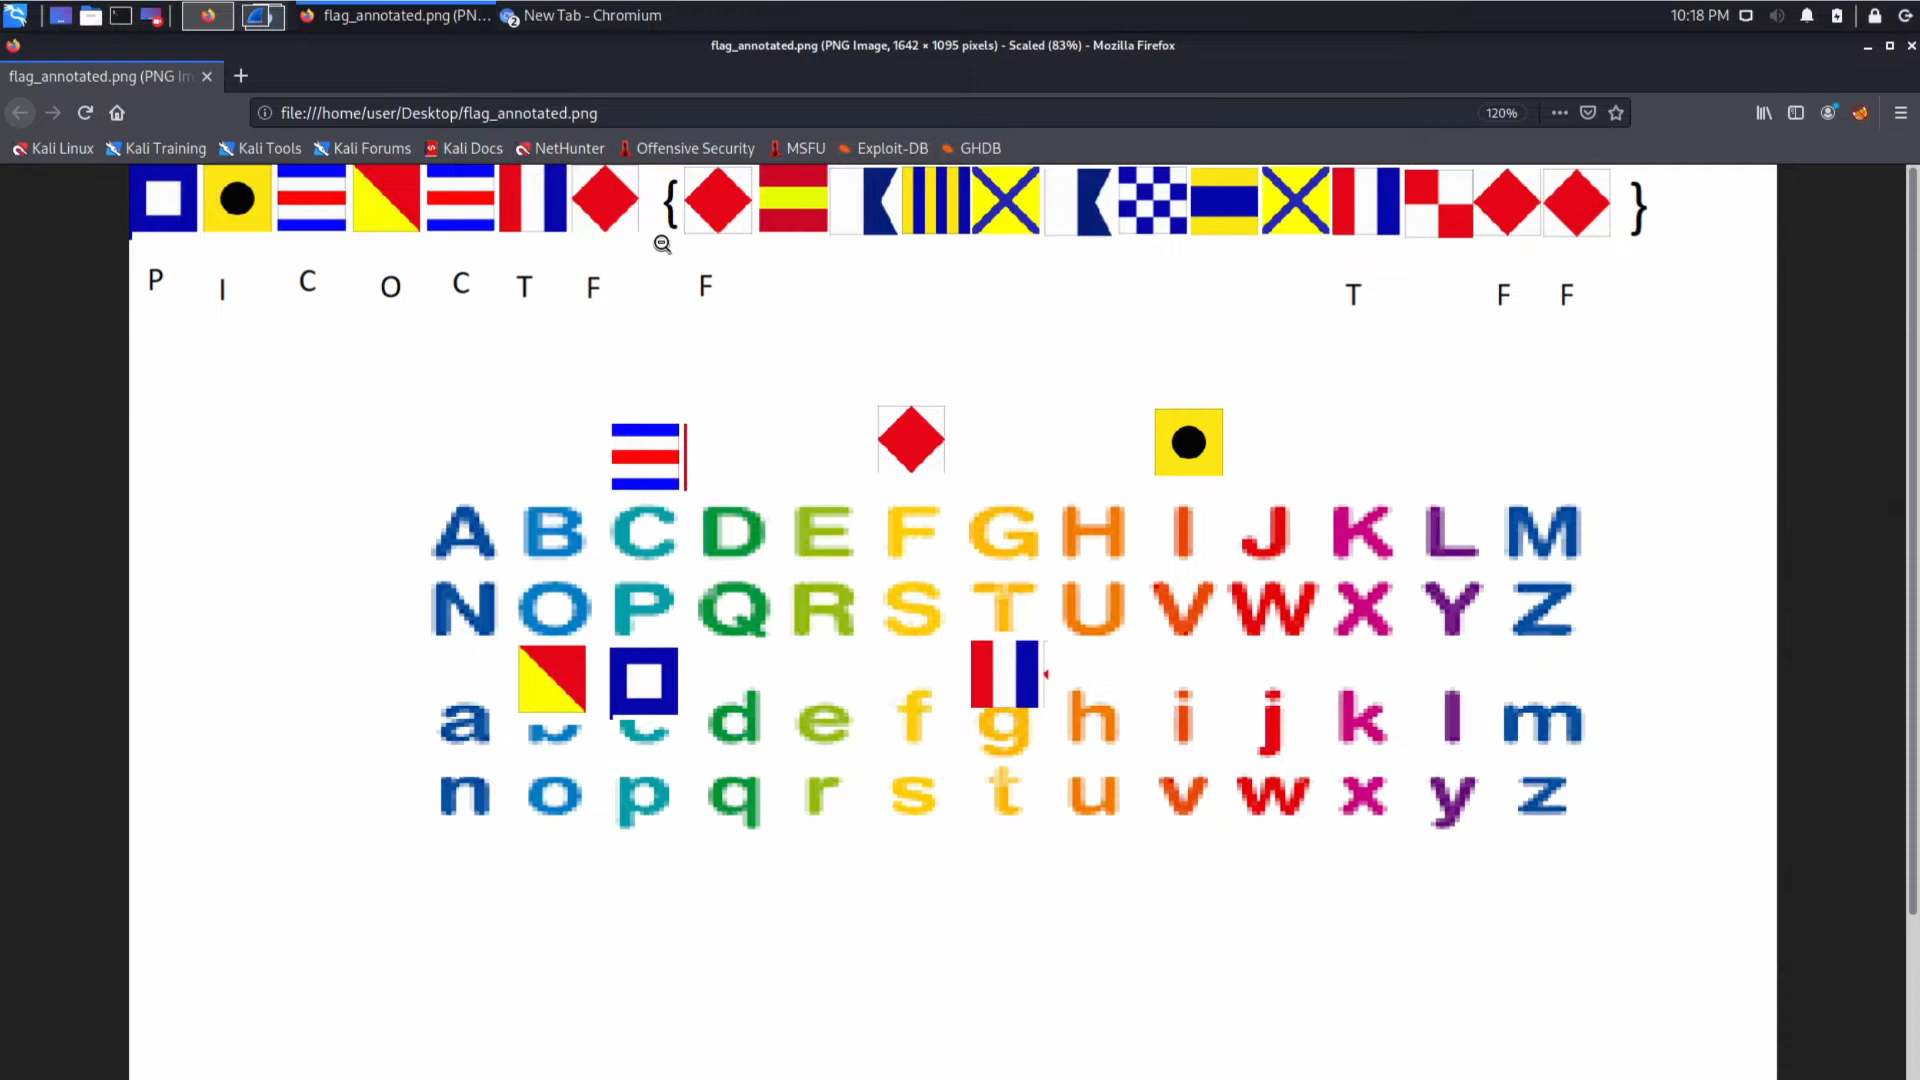 flag_annotated.png (PN... New Tab - Chromium 10:18 PM
flag_annotated.png (PNG Image, 1642 × 1095 pixels) - Scaled (83%) - Mozilla Firefox
flag_annotated.png (PNG Im
file:///home/user/Desktop/flag_annotated.png 120%
Kali Linux Kali Training Kali Tools Kali Forums Kali Docs NetHunter Offensive Security MSFU Exploit-DB GHDB
{ }
P I C O C T F F T F F
A B C D E F G H I J K L M
N O P Q R S T U V W X Y Z
a d e f g h i j k l m
n o p q r s t u v w x y z